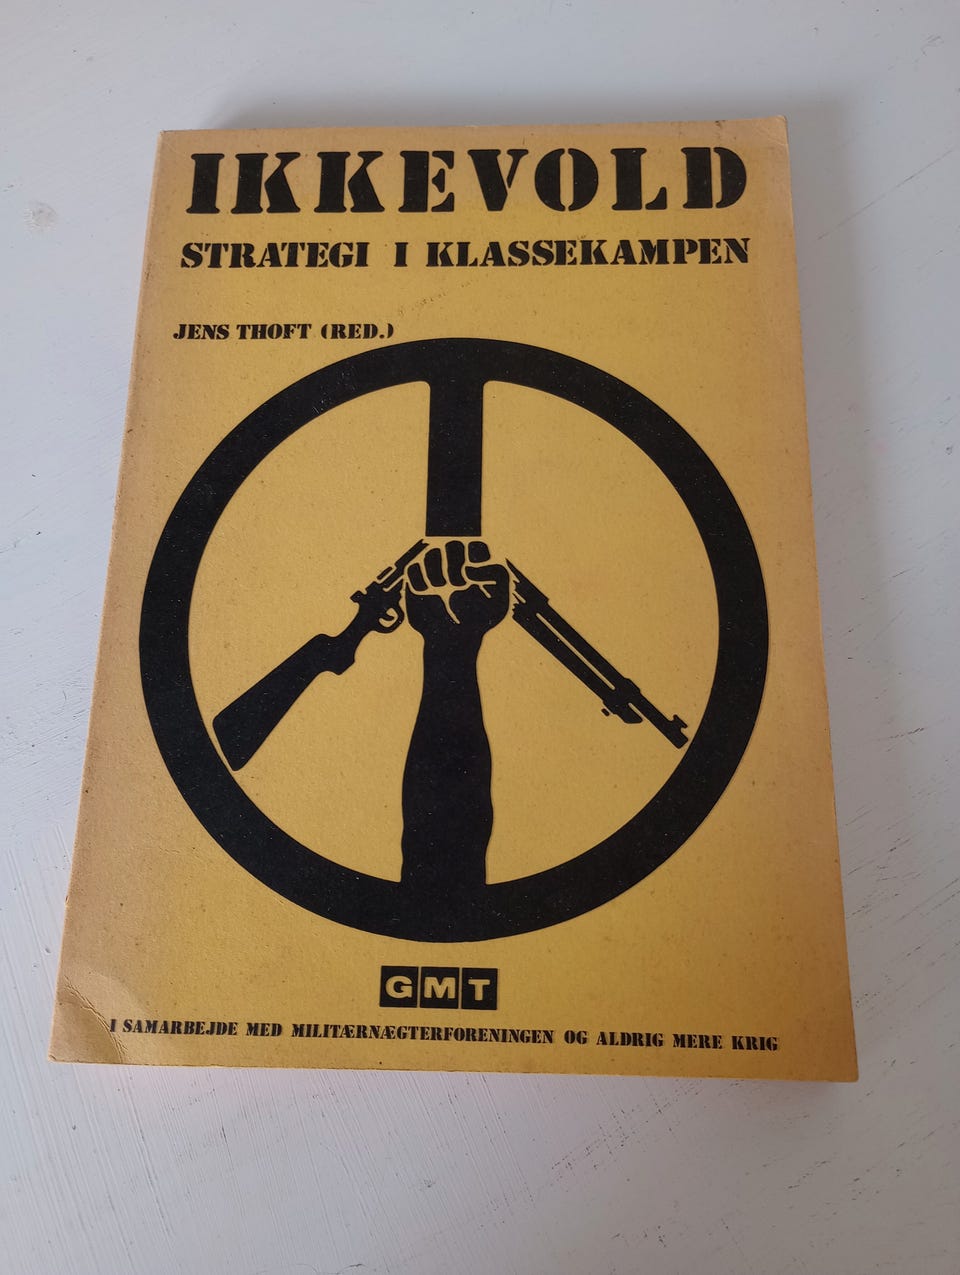 IKKEVOLD
STRATEGI I KLASSEKAMPEN
JENS THOFT (RED.)
GMT
I SAMARBEJDE MED MILITÆRNÆGTERFORENINGEN OG ALDRIG MERE KRIG